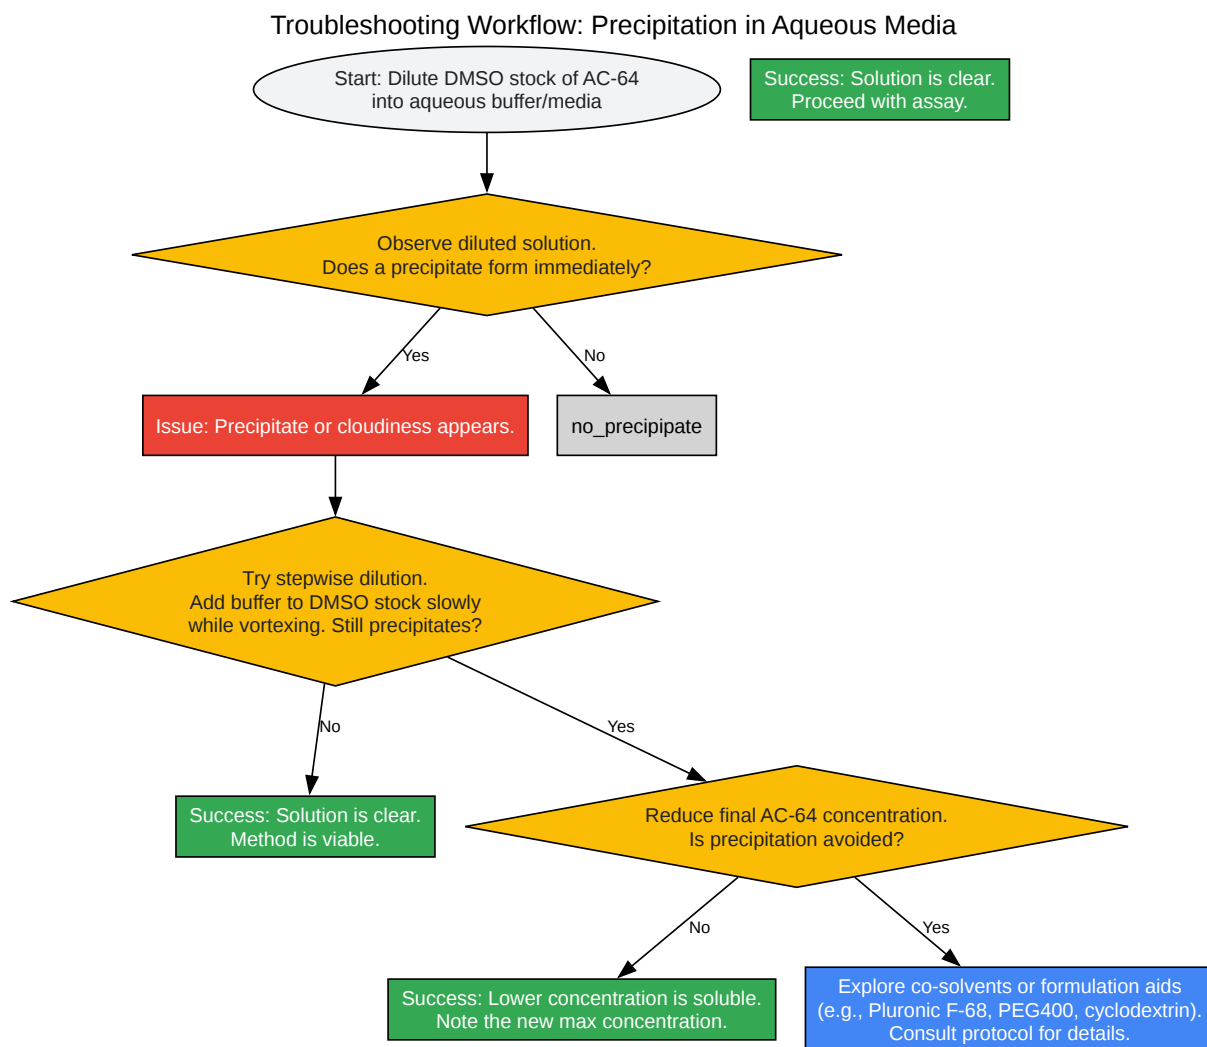 Troubleshooting Workflow: Precipitation in Aqueous Media
Start: Dilute DMSO stock of AC-64
into aqueous buffer/media
Success: Solution is clear.
Proceed with assay.
Observe diluted solution.
Does a precipitate form immediately?
Yes
No
Issue: Precipitate or cloudiness appears.
no_precipipate
Try stepwise dilution.
Add buffer to DMSO stock slowly
while vortexing. Still precipitates?
No
Yes
Success: Solution is clear.
Method is viable.
Reduce final AC-64 concentration.
Is precipitation avoided?
No
Yes
Success: Lower concentration is soluble.
Note the new max concentration.
Explore co-solvents or formulation aids
(e.g., Pluronic F-68, PEG400, cyclodextrin).
Consult protocol for details.